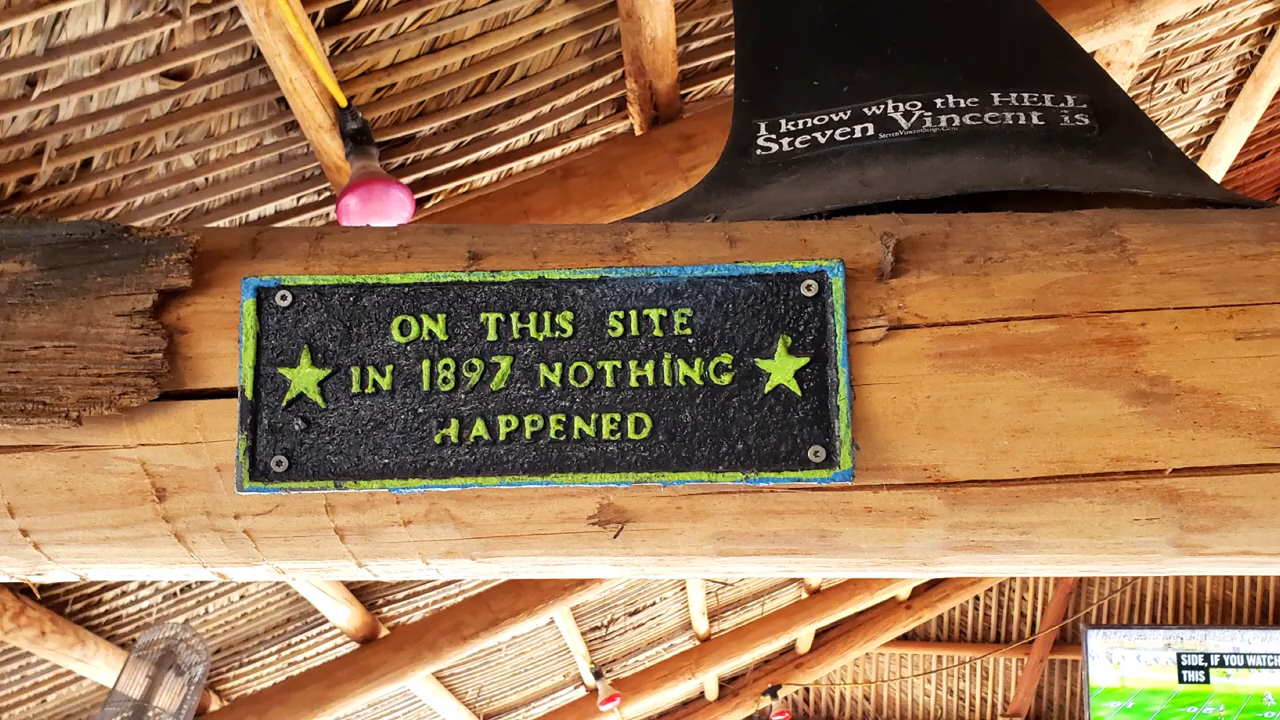 I know who the HELL
Steven Vincent is
StevenVincentSings.Com
ON THIS SITE
IN 1897 NOTHING
HAPPENED
SIDE, IF YOU WATCH
THIS